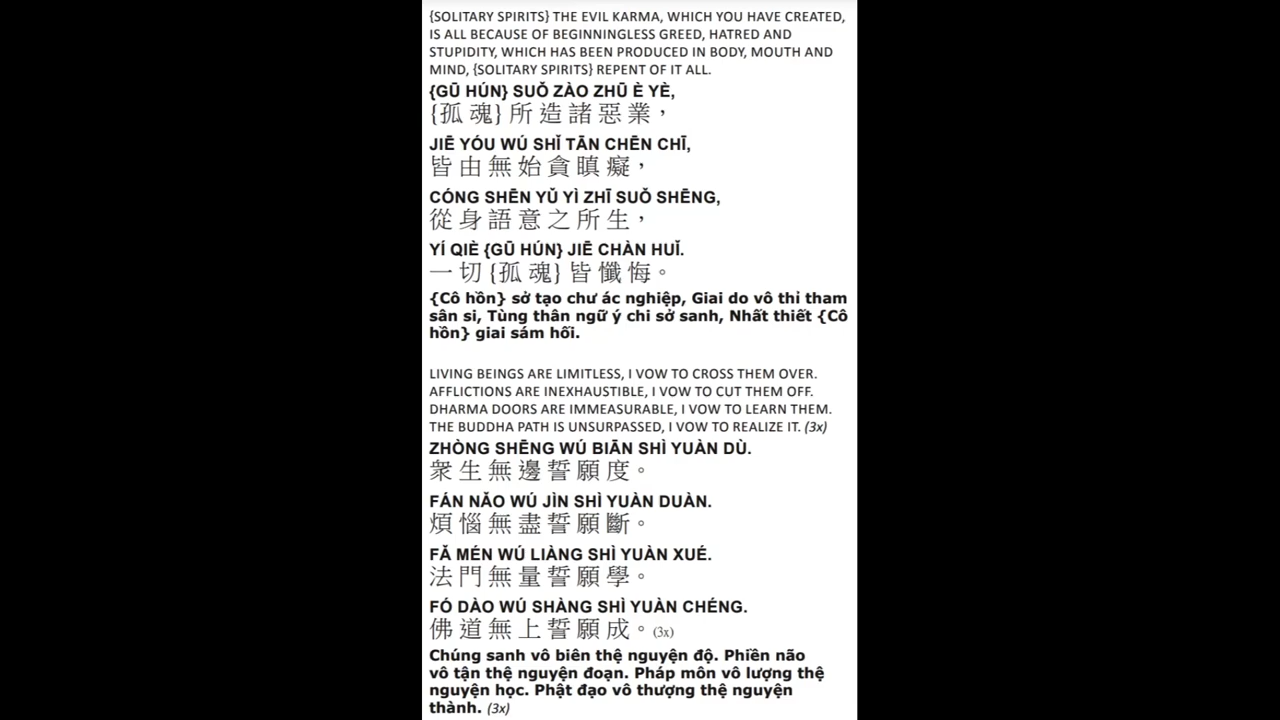 {SOLITARY SPIRITS} THE EVIL KARMA, WHICH YOU HAVE CREATED,
IS ALL BECAUSE OF BEGINNINGLESS GREED, HATRED AND
STUPIDITY, WHICH HAS BEEN PRODUCED IN BODY, MOUTH AND
MIND, {SOLITARY SPIRITS} REPENT OF IT ALL.
{GŪ HÚN} SUǑ ZÀO ZHŪ È YÈ,
{孤魂}所造諸惡業，
JIĒ YÓU WÚ SHǏ TĀN CHĒN CHĪ,
皆由無始貪瞋癡，
CÓNG SHĒN YǓ YÌ ZHĪ SUǑ SHĒNG,
從身語意之所生，
YÍ QIÈ {GŪ HÚN} JIĒ CHÀN HUǏ.
一切{孤魂}皆懺悔。
{Cô hồn} sở tạo chư ác nghiệp, Giai do vô thỉ tham
sân si, Tùng thân ngữ ý chi sở sanh, Nhất thiết {Cô
hồn} giai sám hối.
LIVING BEINGS ARE LIMITLESS, I VOW TO CROSS THEM OVER.
AFFLICTIONS ARE INEXHAUSTIBLE, I VOW TO CUT THEM OFF.
DHARMA DOORS ARE IMMEASURABLE, I VOW TO LEARN THEM.
THE BUDDHA PATH IS UNSURPASSED, I VOW TO REALIZE IT. (3x)
ZHÒNG SHĒNG WÚ BIĀN SHÌ YUÀN DÙ.
眾生無邊誓願度。
FÁN NǍO WÚ JÌN SHÌ YUÀN DUÀN.
煩惱無盡誓願斷。
FǍ MÉN WÚ LIÀNG SHÌ YUÀN XUÉ.
法門無量誓願學。
FÓ DÀO WÚ SHÀNG SHÌ YUÀN CHÉNG.
佛道無上誓願成。(3x)
Chúng sanh vô biên thệ nguyện độ. Phiền não
vô tận thệ nguyện đoạn. Pháp môn vô lượng thệ
nguyện học. Phật đạo vô thượng thệ nguyện
thành. (3x)